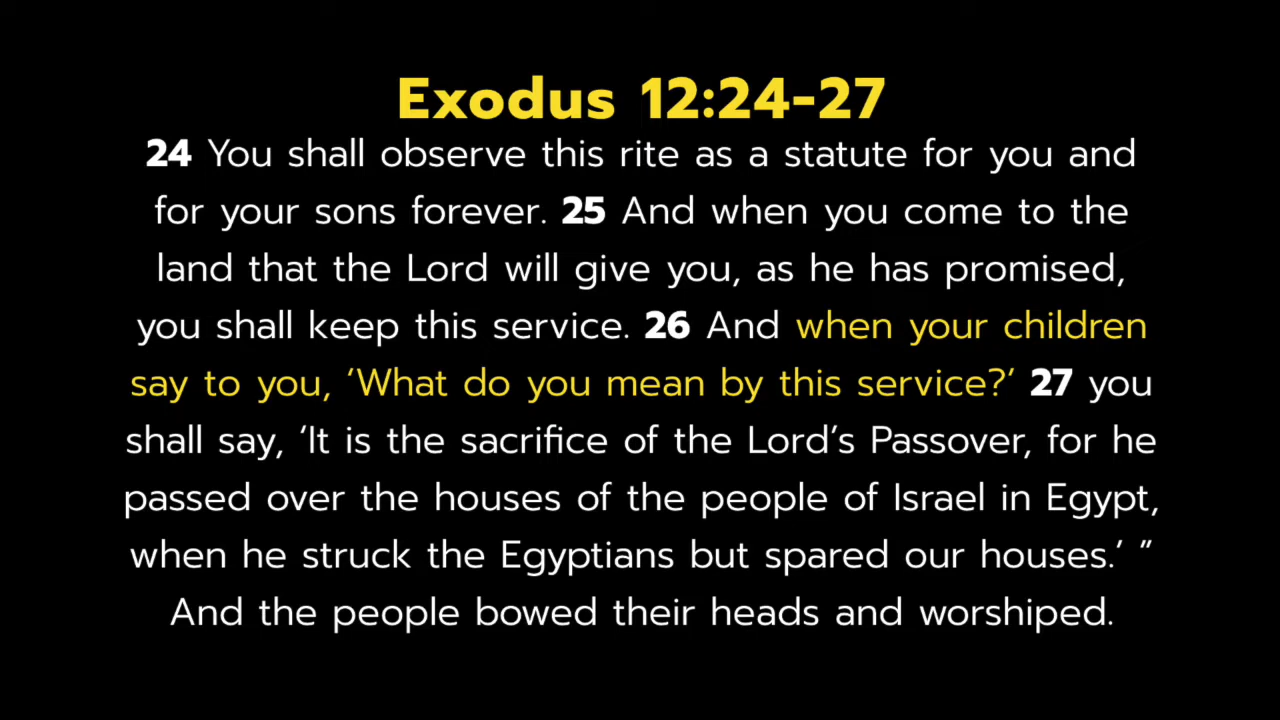 Exodus 12:24-27
24 You shall observe this rite as a statute for you and
for your sons forever. 25 And when you come to the
land that the Lord will give you, as he has promised,
you shall keep this service. 26 And when your children
say to you, ‘What do you mean by this service?’ 27 you
shall say, ‘It is the sacrifice of the Lord’s Passover, for he
passed over the houses of the people of Israel in Egypt,
when he struck the Egyptians but spared our houses.’ ”
And the people bowed their heads and worshiped.